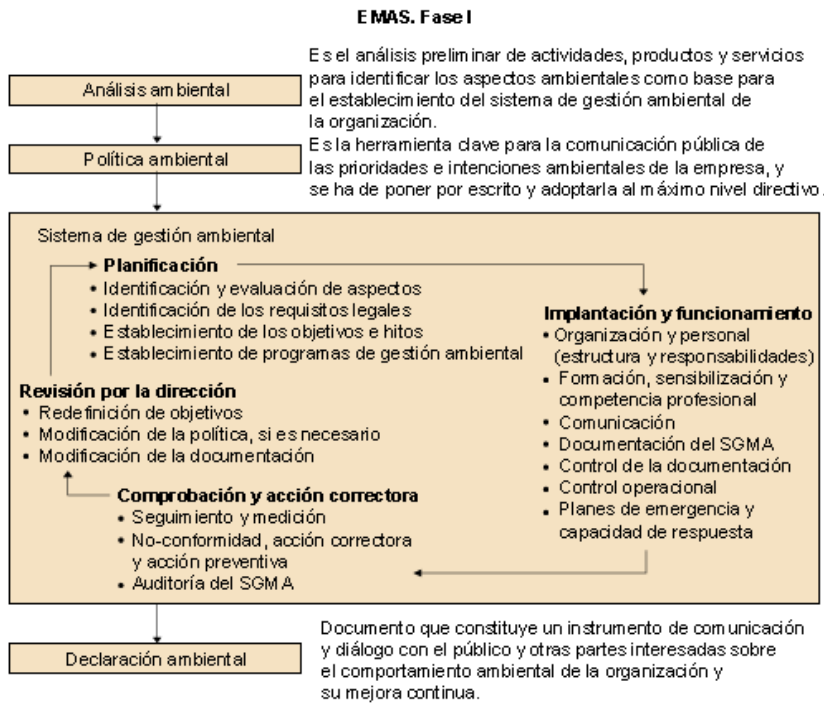 EMAS. Fase I
Análisis ambiental
Es el análisis preliminar de actividades, productos y servicios
para identificar los aspectos ambientales como base para
el establecimiento del sistema de gestión ambiental de
la organización.
Política ambiental
Es la herramienta clave para la comunicación pública de
las prioridades e intenciones ambientales de la empresa, y
se ha de poner por escrito y adoptarla al máximo nivel directivo.
Sistema de gestión ambiental
Planificación
• Identificación y evaluación de aspectos
• Identificación de los requisitos legales
• Establecimiento de los objetivos e hitos
• Establecimiento de programas de gestión ambiental
Implantación y funcionamiento
• Organización y personal
(estructura y responsabilidades)
• Formación, sensibilización y
competencia profesional
• Comunicación
• Documentación del SGMA
• Control de la documentación
• Control operacional
• Planes de emergencia y
capacidad de respuesta
Revisión por la dirección
• Redefinición de objetivos
• Modificación de la política, si es necesario
• Modificación de la documentación
Comprobación y acción correctora
• Seguimiento y medición
• No-conformidad, acción correctora
y acción preventiva
• Auditoría del SGMA
Declaración ambiental
Documento que constituye un instrumento de comunicación
y diálogo con el público y otras partes interesadas sobre
el comportamiento ambiental de la organización y
su mejora continua.